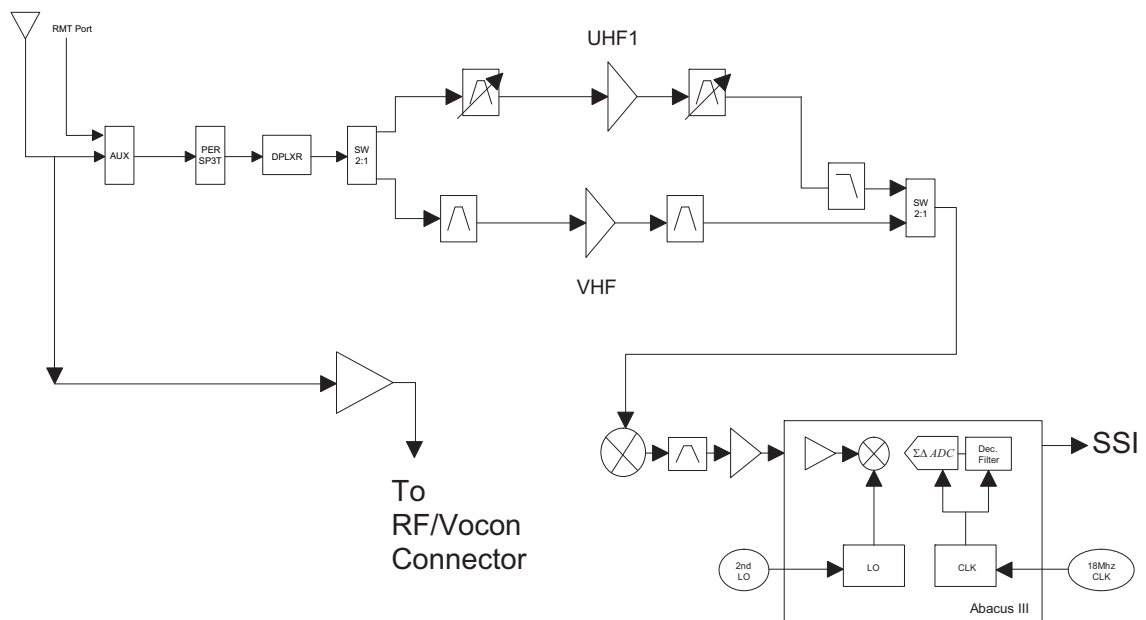 RMT Port
UHF1
AUX
PER
SP3T
DPLXR
SW
2:1
SW
2:1
VHF
To
RF/Vocon
Connector
ΣΔ ADC
Dec.
Filter
SSI
2nd
LO
LO
CLK
18Mhz
CLK
Abacus III